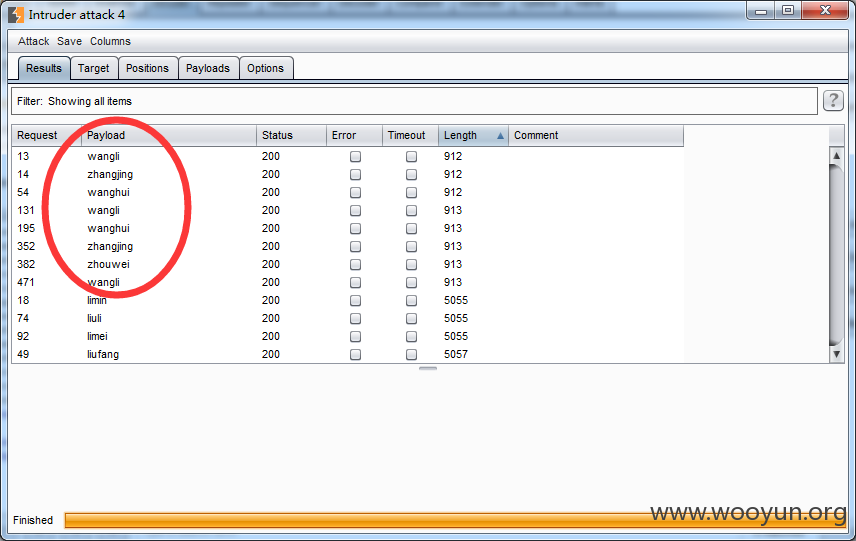 Intruder attack 4
Attack Save Columns
Results Target Positions Payloads Options
Filter: Showing all items ?
Request Payload Status Error Timeout Length Comment
13 wangli 200 912
14 zhangjing 200 912
54 wanghui 200 912
131 wangli 200 913
195 wanghui 200 913
352 zhangjing 200 913
382 zhouwei 200 913
471 wangli 200 913
18 limin 200 5055
74 liuli 200 5055
92 limei 200 5055
49 liufang 200 5057
Finished
www.wooyun.org